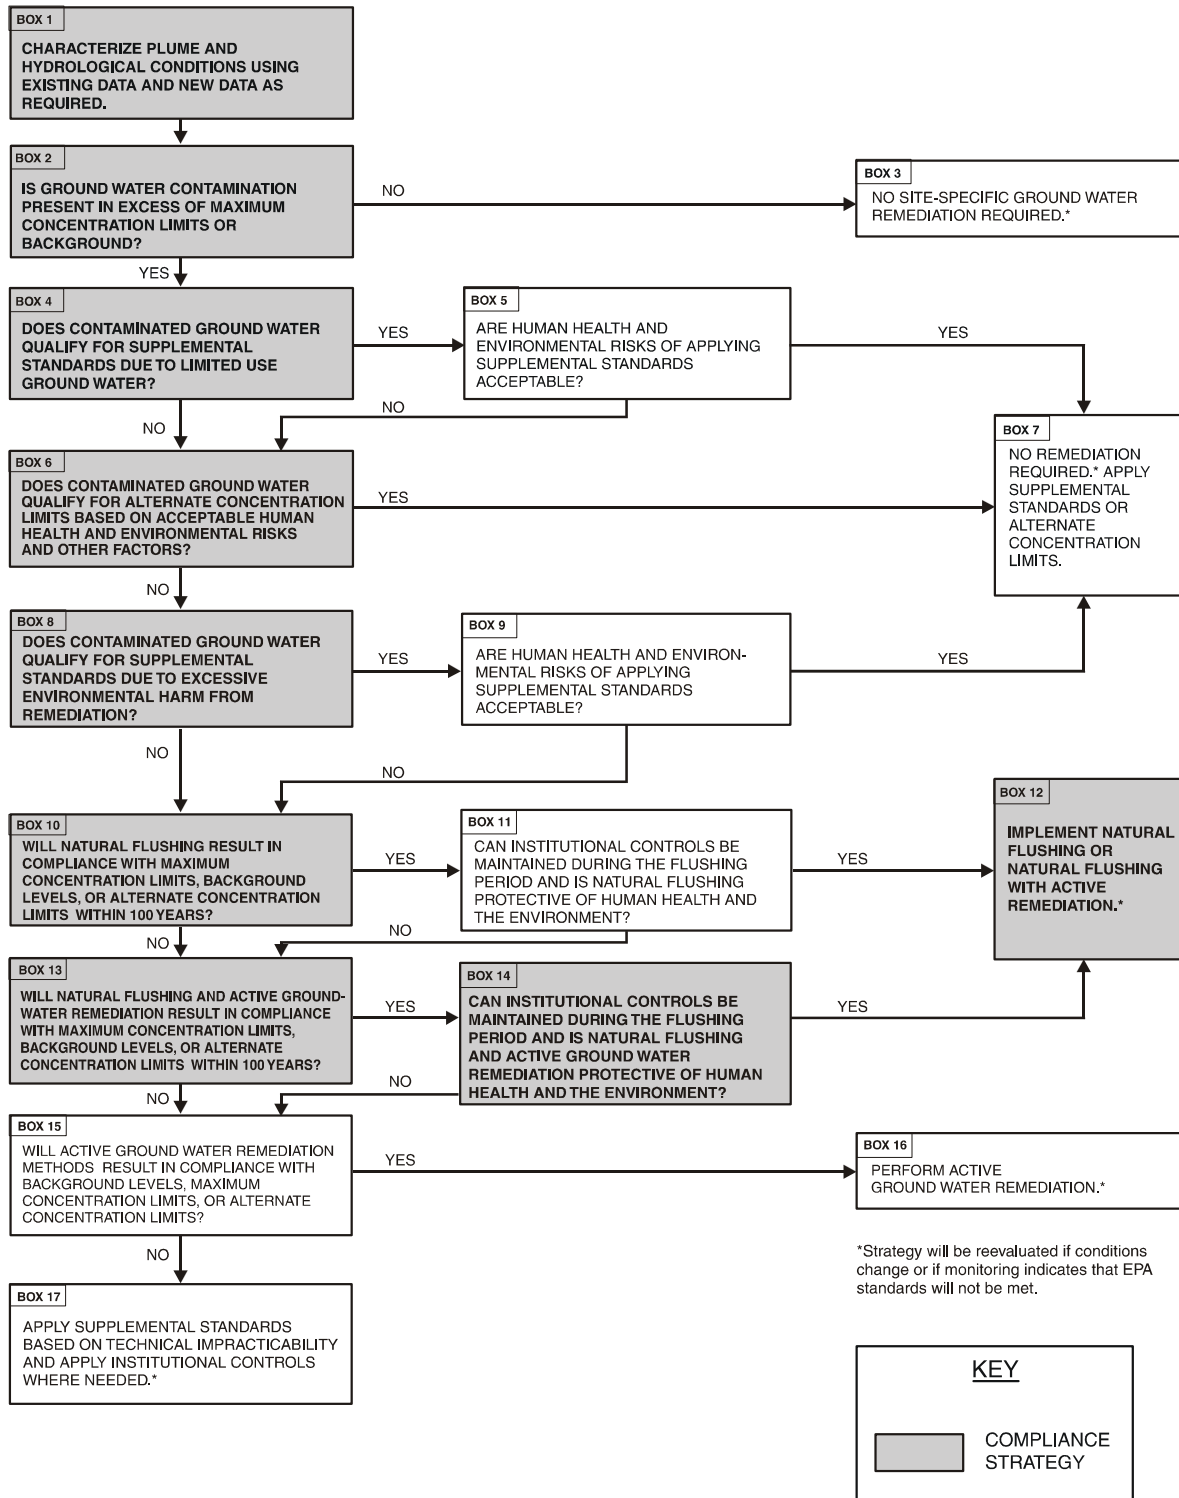 BOX 1
CHARACTERIZE PLUME AND
HYDROLOGICAL CONDITIONS USING
EXISTING DATA AND NEW DATA AS
REQUIRED.
BOX 2
IS GROUND WATER CONTAMINATION
PRESENT IN EXCESS OF MAXIMUM
CONCENTRATION LIMITS OR
BACKGROUND?
NO
BOX 3
NO SITE-SPECIFIC GROUND WATER
REMEDIATION REQUIRED.*
YES
BOX 4
DOES CONTAMINATED GROUND WATER
QUALIFY FOR SUPPLEMENTAL
STANDARDS DUE TO LIMITED USE
GROUND WATER?
YES
BOX 5
ARE HUMAN HEALTH AND
ENVIRONMENTAL RISKS OF APPLYING
SUPPLEMENTAL STANDARDS
ACCEPTABLE?
YES
NO
NO
BOX 6
DOES CONTAMINATED GROUND WATER
QUALIFY FOR ALTERNATE CONCENTRATION
LIMITS BASED ON ACCEPTABLE HUMAN
HEALTH AND ENVIRONMENTAL RISKS
AND OTHER FACTORS?
YES
BOX 7
NO REMEDIATION
REQUIRED.* APPLY
SUPPLEMENTAL
STANDARDS OR
ALTERNATE
CONCENTRATION
LIMITS.
NO
BOX 8
DOES CONTAMINATED GROUND WATER
QUALIFY FOR SUPPLEMENTAL
STANDARDS DUE TO EXCESSIVE
ENVIRONMENTAL HARM FROM
REMEDIATION?
YES
BOX 9
ARE HUMAN HEALTH AND ENVIRON-
MENTAL RISKS OF APPLYING
SUPPLEMENTAL STANDARDS
ACCEPTABLE?
YES
NO
NO
BOX 10
WILL NATURAL FLUSHING RESULT IN
COMPLIANCE WITH MAXIMUM
CONCENTRATION LIMITS, BACKGROUND
LEVELS, OR ALTERNATE CONCENTRATION
LIMITS WITHIN 100 YEARS?
YES
BOX 11
CAN INSTITUTIONAL CONTROLS BE
MAINTAINED DURING THE FLUSHING
PERIOD AND IS NATURAL FLUSHING
PROTECTIVE OF HUMAN HEALTH AND
THE ENVIRONMENT?
YES
BOX 12
IMPLEMENT NATURAL
FLUSHING OR
NATURAL FLUSHING
WITH ACTIVE
REMEDIATION.*
NO
NO
BOX 13
WILL NATURAL FLUSHING AND ACTIVE GROUND-
WATER REMEDIATION RESULT IN COMPLIANCE
WITH MAXIMUM CONCENTRATION LIMITS,
BACKGROUND LEVELS, OR ALTERNATE
CONCENTRATION LIMITS WITHIN 100 YEARS?
YES
BOX 14
CAN INSTITUTIONAL CONTROLS BE
MAINTAINED DURING THE FLUSHING
PERIOD AND IS NATURAL FLUSHING
AND ACTIVE GROUND WATER
REMEDIATION PROTECTIVE OF HUMAN
HEALTH AND THE ENVIRONMENT?
YES
NO
NO
BOX 15
WILL ACTIVE GROUND WATER REMEDIATION
METHODS RESULT IN COMPLIANCE WITH
BACKGROUND LEVELS, MAXIMUM
CONCENTRATION LIMITS, OR ALTERNATE
CONCENTRATION LIMITS?
YES
BOX 16
PERFORM ACTIVE
GROUND WATER REMEDIATION.*
NO
*Strategy will be reevaluated if conditions
change or if monitoring indicates that EPA
standards will not be met.
BOX 17
APPLY SUPPLEMENTAL STANDARDS
BASED ON TECHNICAL IMPRACTICABILITY
AND APPLY INSTITUTIONAL CONTROLS
WHERE NEEDED.*
KEY
COMPLIANCE
STRATEGY